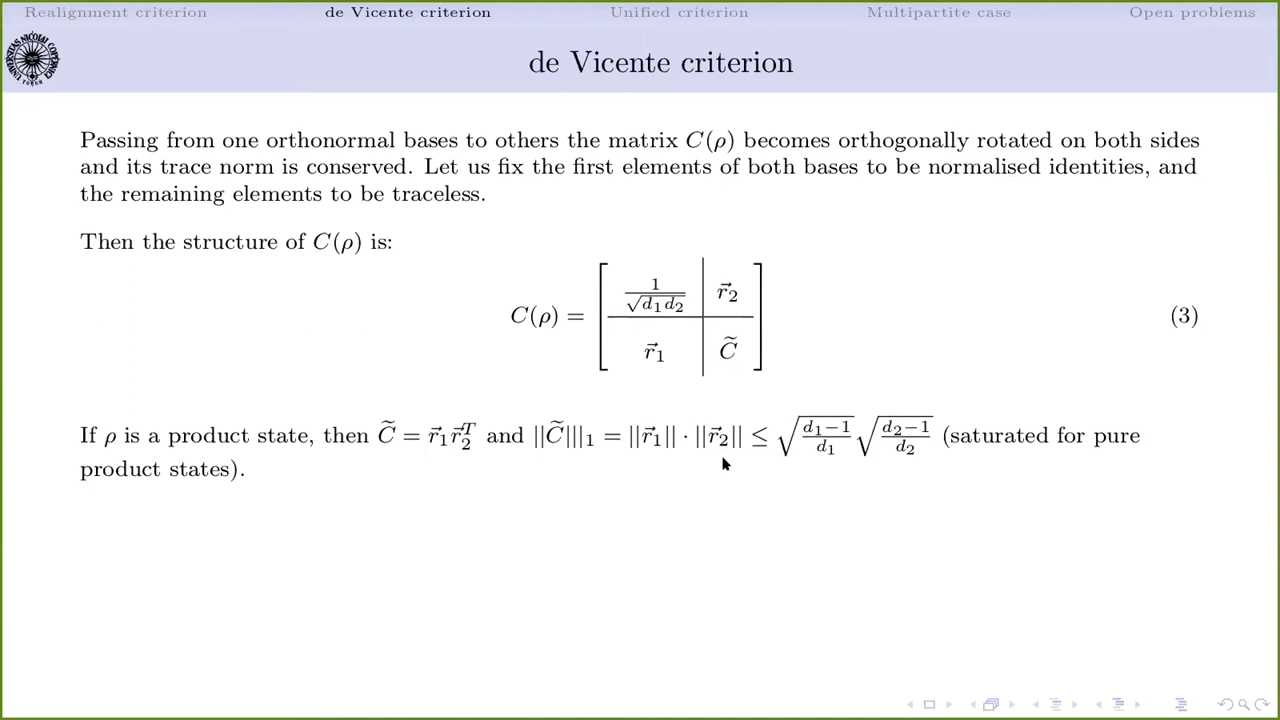 Realignment criterion de Vicente criterion Unified criterion Multipartite case Open problems
de Vicente criterion
Passing from one orthonormal bases to others the matrix C(ρ) becomes orthogonally rotated on both sides
and its trace norm is conserved. Let us fix the first elements of both bases to be normalised identities, and
the remaining elements to be traceless.
Then the structure of C(ρ) is:
C(ρ) = [ 1/√d₁d₂ | r⃗₂ ; r⃗₁ | C̃ ] (3)
If ρ is a product state, then C̃ = r⃗₁r⃗₂ᵀ and ||C̃|||₁ = ||r⃗₁|| · ||r⃗₂|| ≤ √((d₁−1)/d₁) √((d₂−1)/d₂) (saturated for pure
product states).